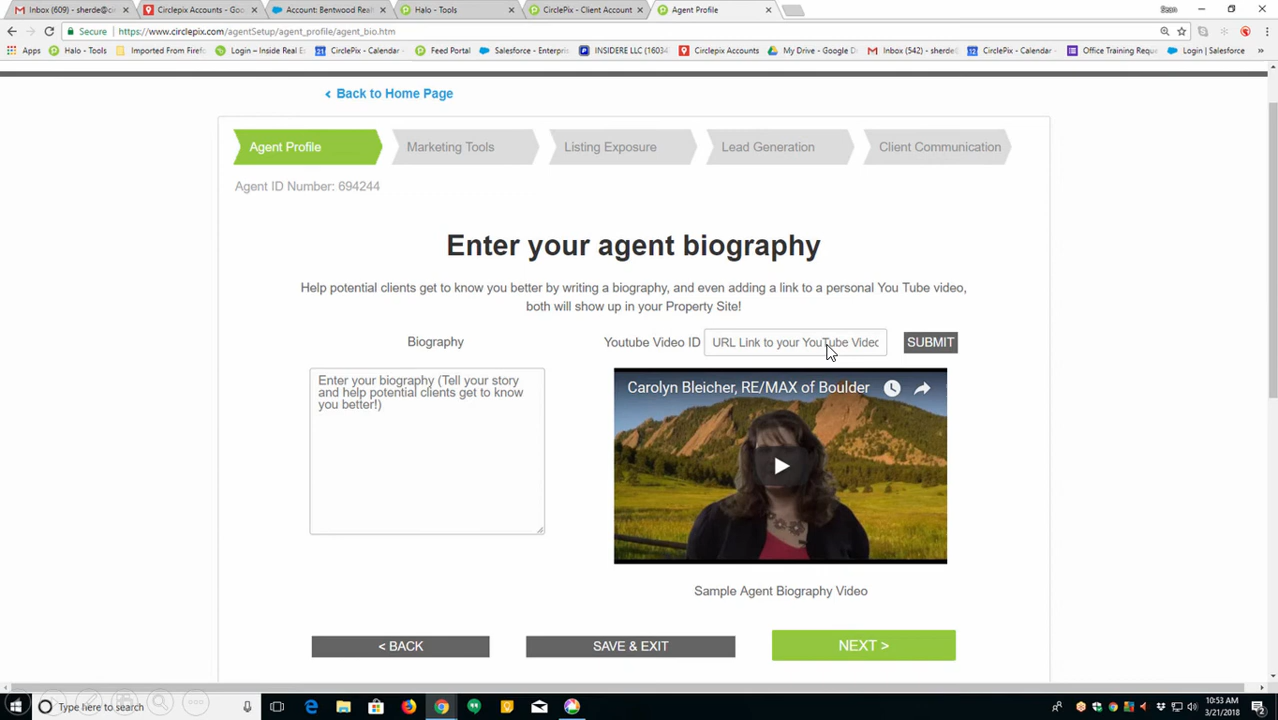 Inbox (609) - sherde@ci
Circlepix Accounts - Goo
Account: Bentwood Real
Halo - Tools
CirclePix - Client Account
Agent Profile
Sean
Secure
https://www.circlepix.com/agentSetup/agent_profile/agent_bio.htm
Apps
Halo - Tools
Imported From Firefo
Login – Inside Real Es
CirclePix - Calendar -
Feed Portal
Salesforce - Enterpris
INSIDERE LLC (16034
Circlepix Accounts
My Drive - Google D
Inbox (542) - sherde@
CirclePix - Calendar -
Office Training Reque
Login | Salesforce
Back to Home Page
Agent Profile
Marketing Tools
Listing Exposure
Lead Generation
Client Communication
Agent ID Number: 694244
Enter your agent biography
Help potential clients get to know you better by writing a biography, and even adding a link to a personal You Tube video,
both will show up in your Property Site!
Biography
Youtube Video ID
URL Link to your YouTube Video
SUBMIT
Enter your biography (Tell your story
and help potential clients get to know
you better!)
Carolyn Bleicher, RE/MAX of Boulder
Sample Agent Biography Video
< BACK
SAVE & EXIT
NEXT >
Type here to search
10:53 AM
3/21/2018
2